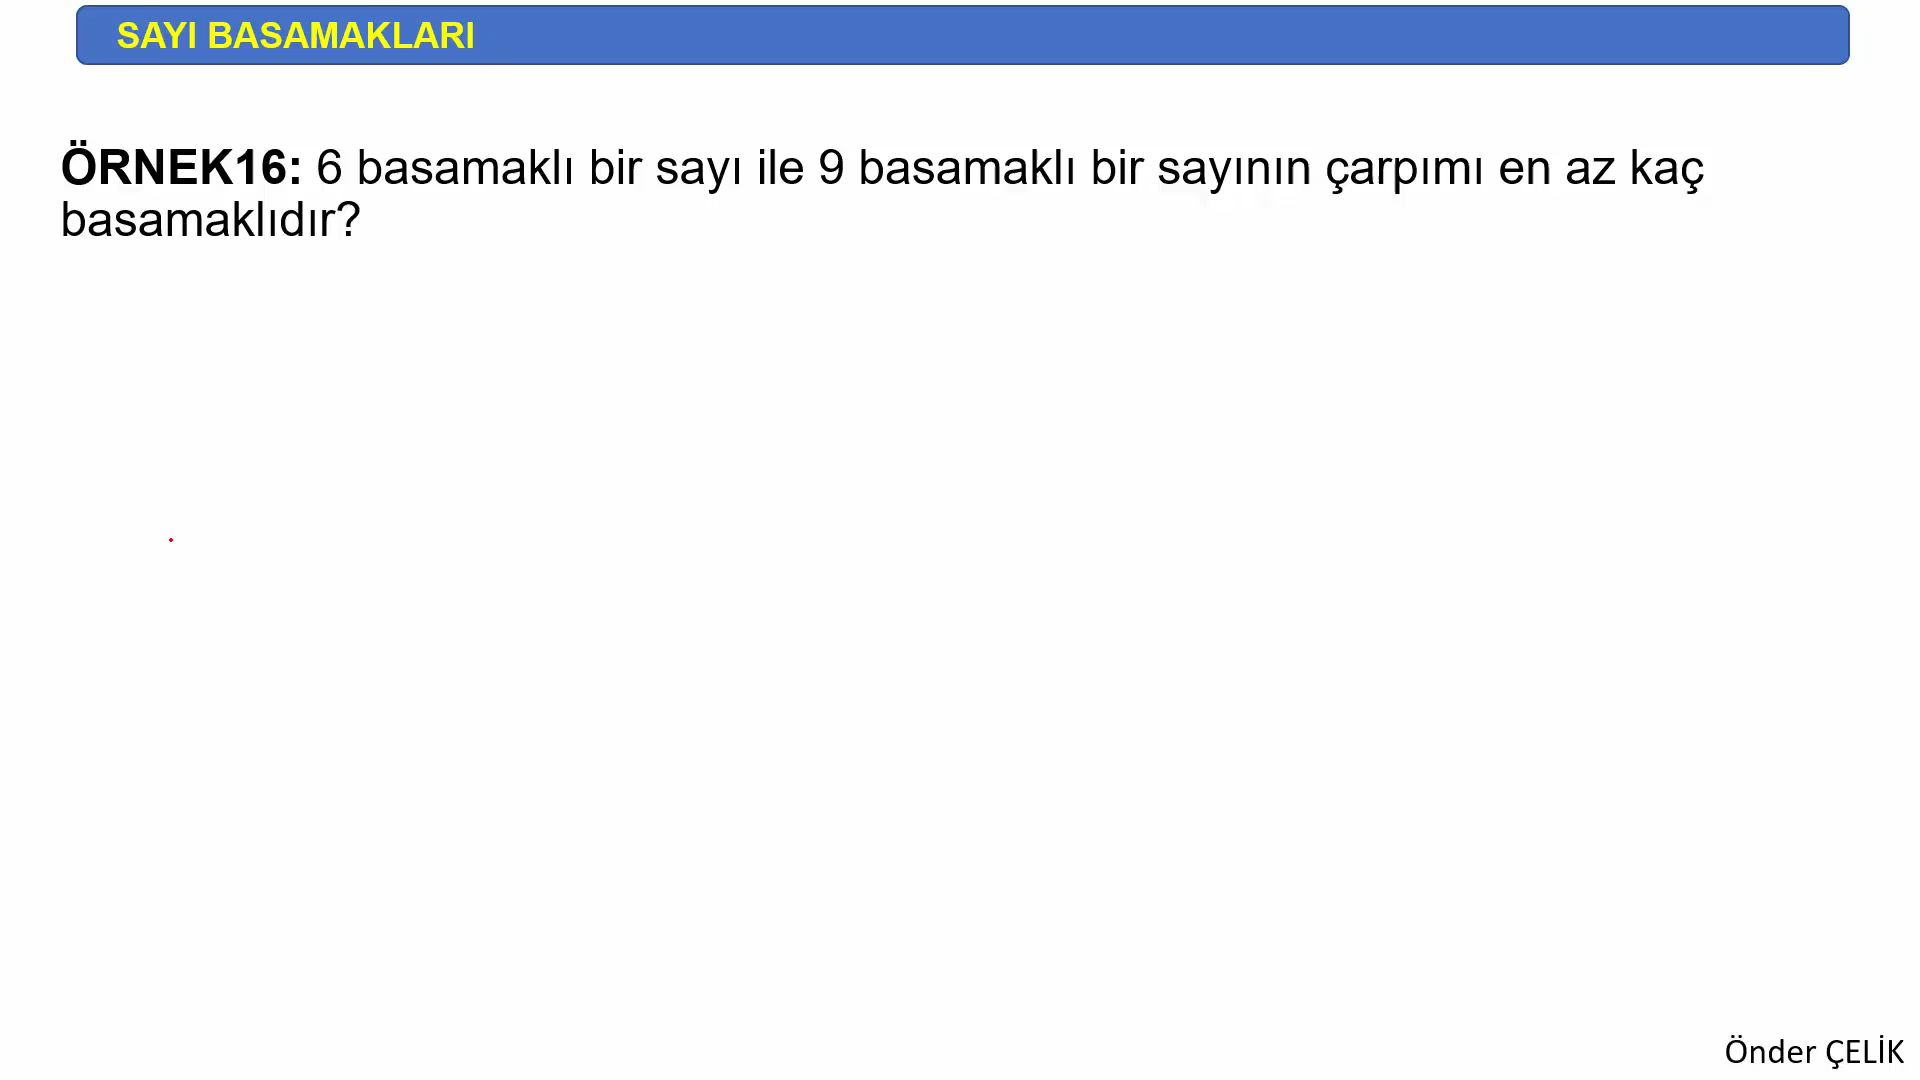 SAYI BASAMAKLARI
ÖRNEK16: 6 basamaklı bir sayı ile 9 basamaklı bir sayının çarpımı en az kaç
basamaklıdır?
Önder ÇELİK